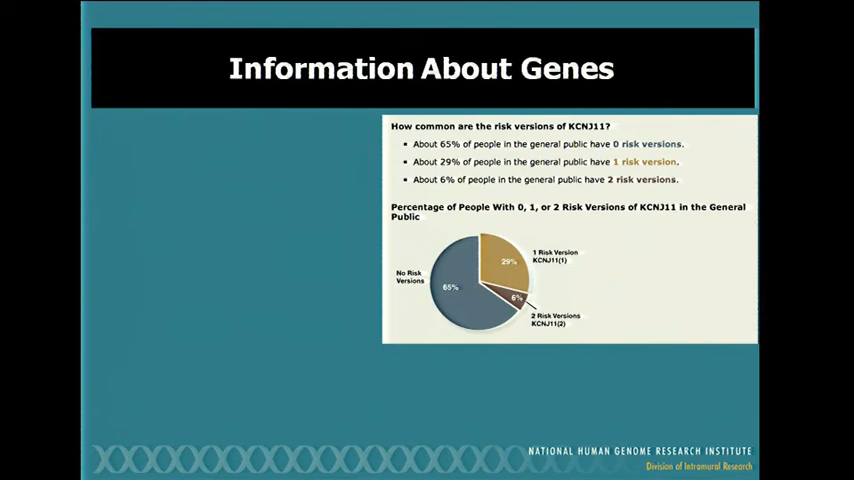 Information About Genes
How common are the risk versions of KCNJ11?
• About 65% of people in the general public have 0 risk versions.
• About 29% of people in the general public have 1 risk version.
• About 6% of people in the general public have 2 risk versions.
Percentage of People With 0, 1, or 2 Risk Versions of KCNJ11 in the General
Public
1 Risk Version
KCNJ11(1)
29%
No Risk
Versions
65%
6%
2 Risk Versions
KCNJ11(2)
NATIONAL HUMAN GENOME RESEARCH INSTITUTE
Division of Intramural Research